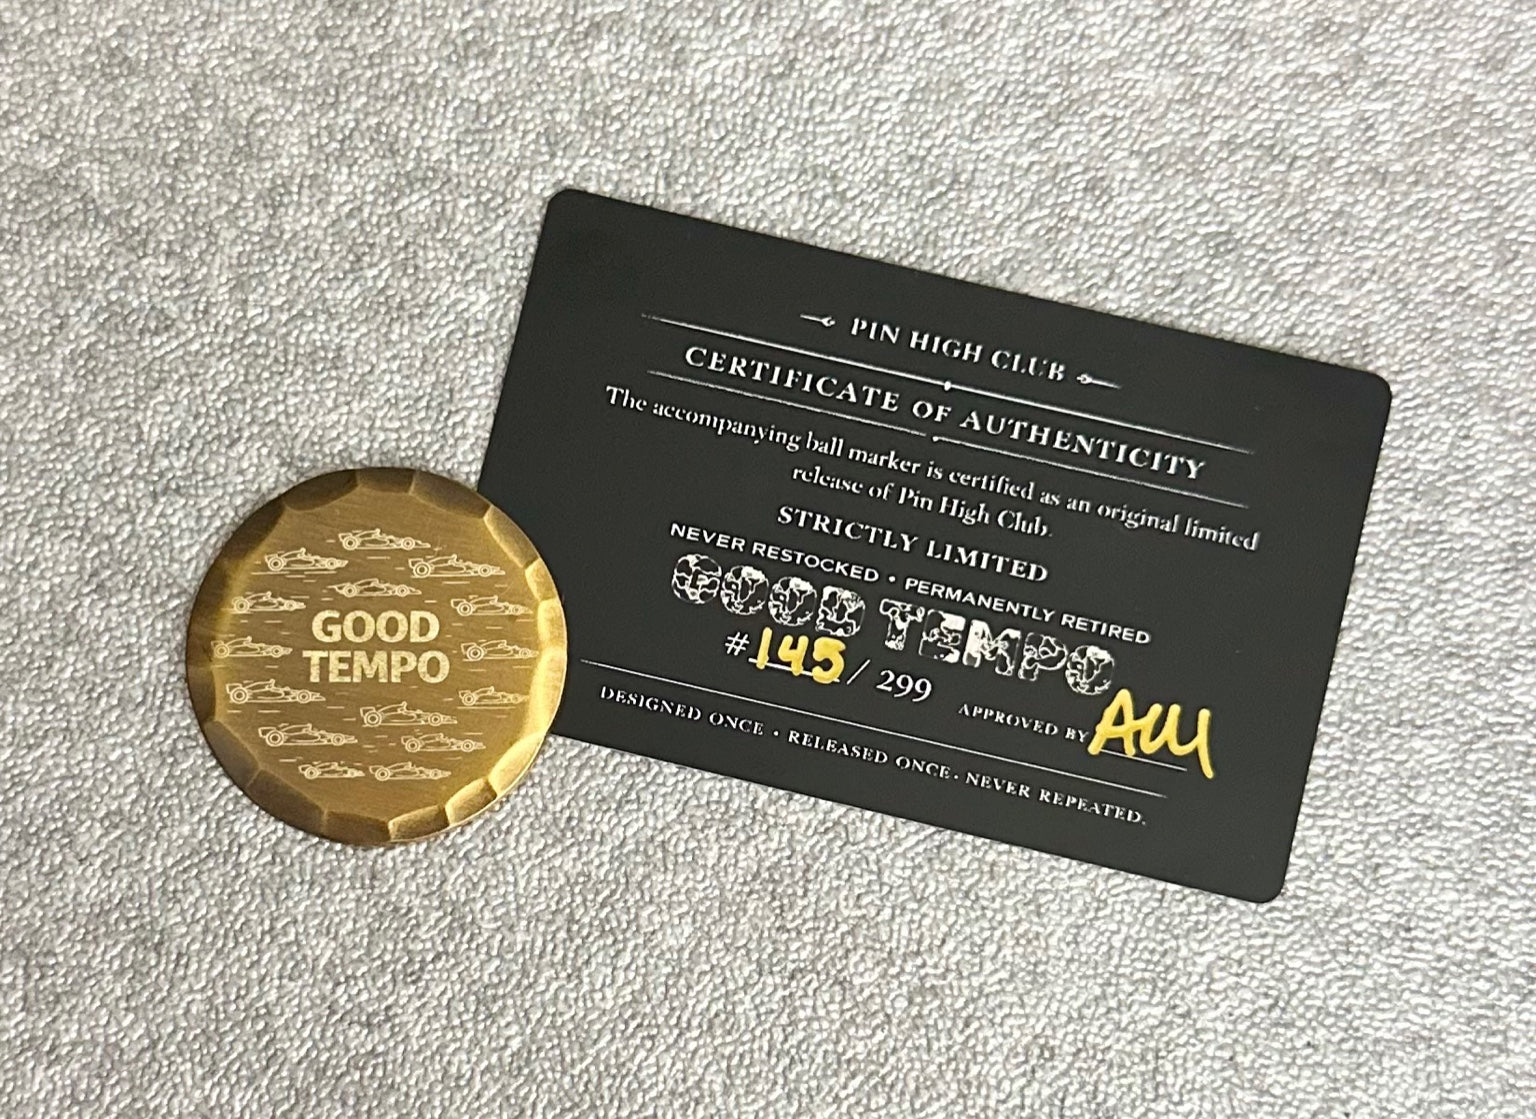 GOOD
TEMPO
PIN HIGH CLUB
CERTIFICATE OF AUTHENTICITY
The accompanying ball marker is certified as an original limited
release of Pin High Club.
STRICTLY LIMITED
NEVER RESTOCKED • PERMANENTLY RETIRED
GOOD TEMPO
#145/ 299
APPROVED BY
DESIGNED ONCE • RELEASED ONCE • NEVER REPEATED.